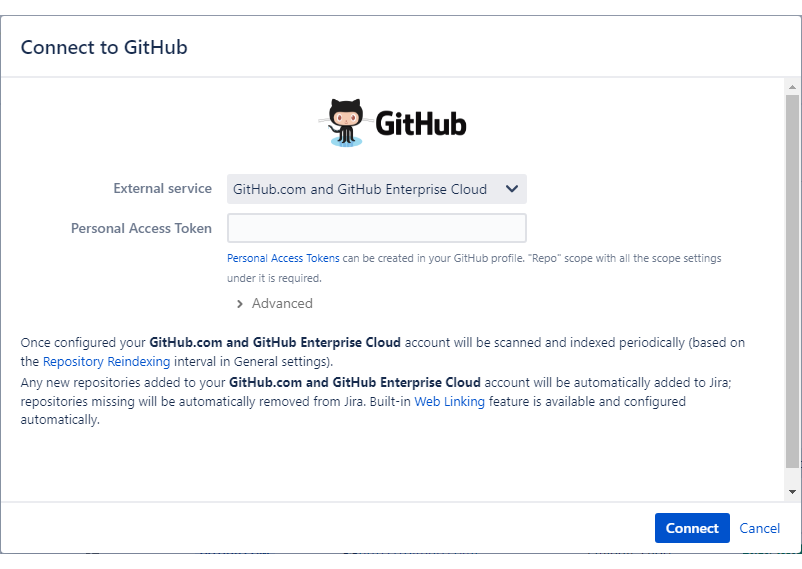 Connect to GitHub
GitHub
External service GitHub.com and GitHub Enterprise Cloud
Personal Access Token
Personal Access Tokens can be created in your GitHub profile. "Repo" scope with all the scope settings
under it is required.
Advanced
Once configured your GitHub.com and GitHub Enterprise Cloud account will be scanned and indexed periodically (based on
the Repository Reindexing interval in General settings).
Any new repositories added to your GitHub.com and GitHub Enterprise Cloud account will be automatically added to Jira;
repositories missing will be automatically removed from Jira. Built-in Web Linking feature is available and configured
automatically.
Connect Cancel